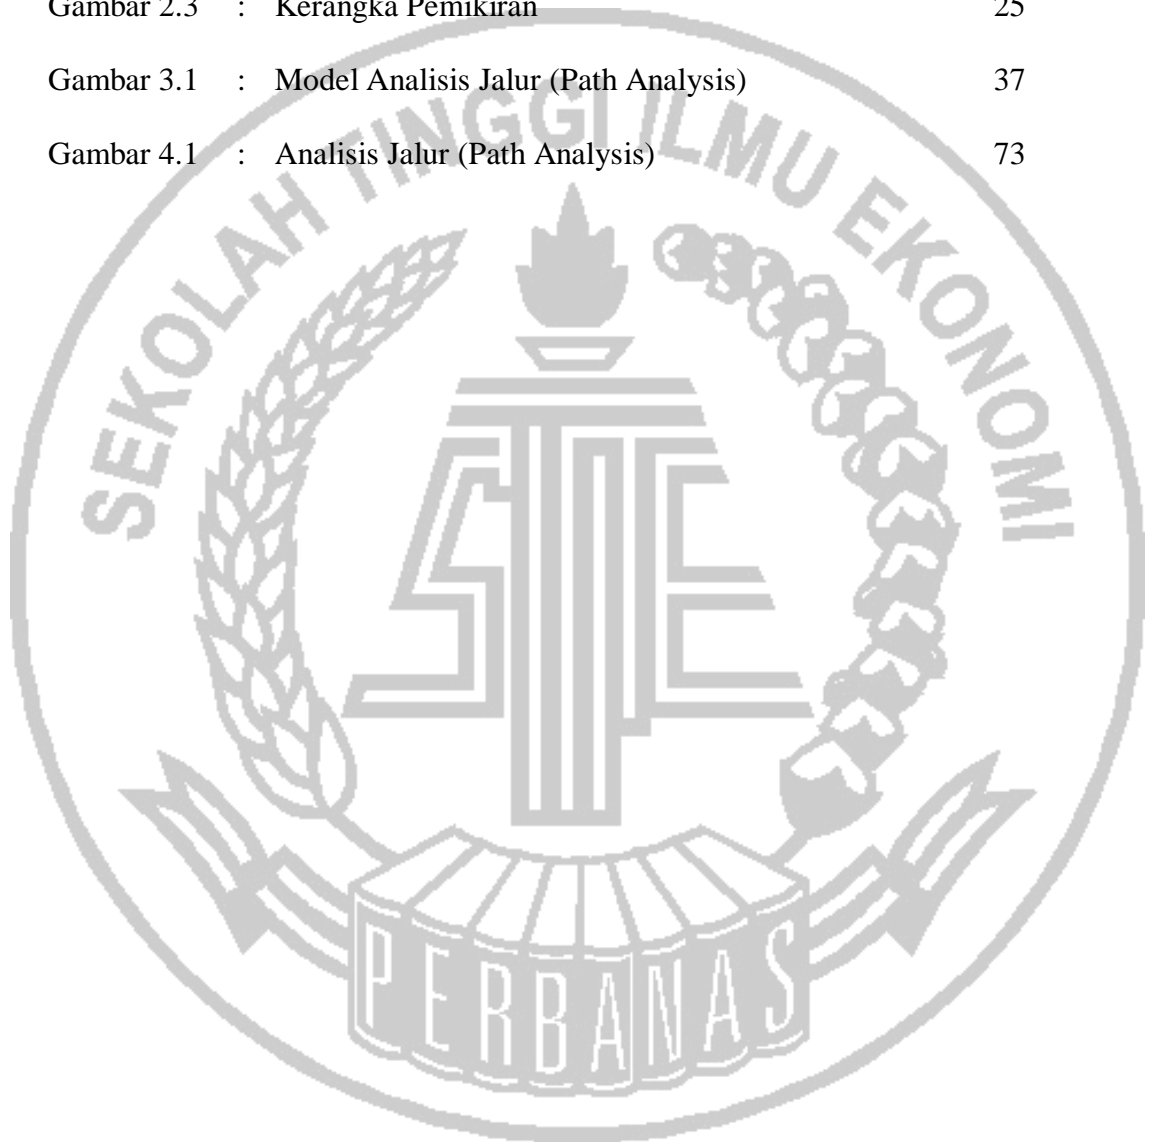 Gambar 2.3 : Kerangka Pemikiran 25
Gambar 3.1 : Model Analisis Jalur (Path Analysis) 37
Gambar 4.1 : Analisis Jalur (Path Analysis) 73
SEKOLAH TINGGI ILMU EKONOMI
STIE
PERBANAS